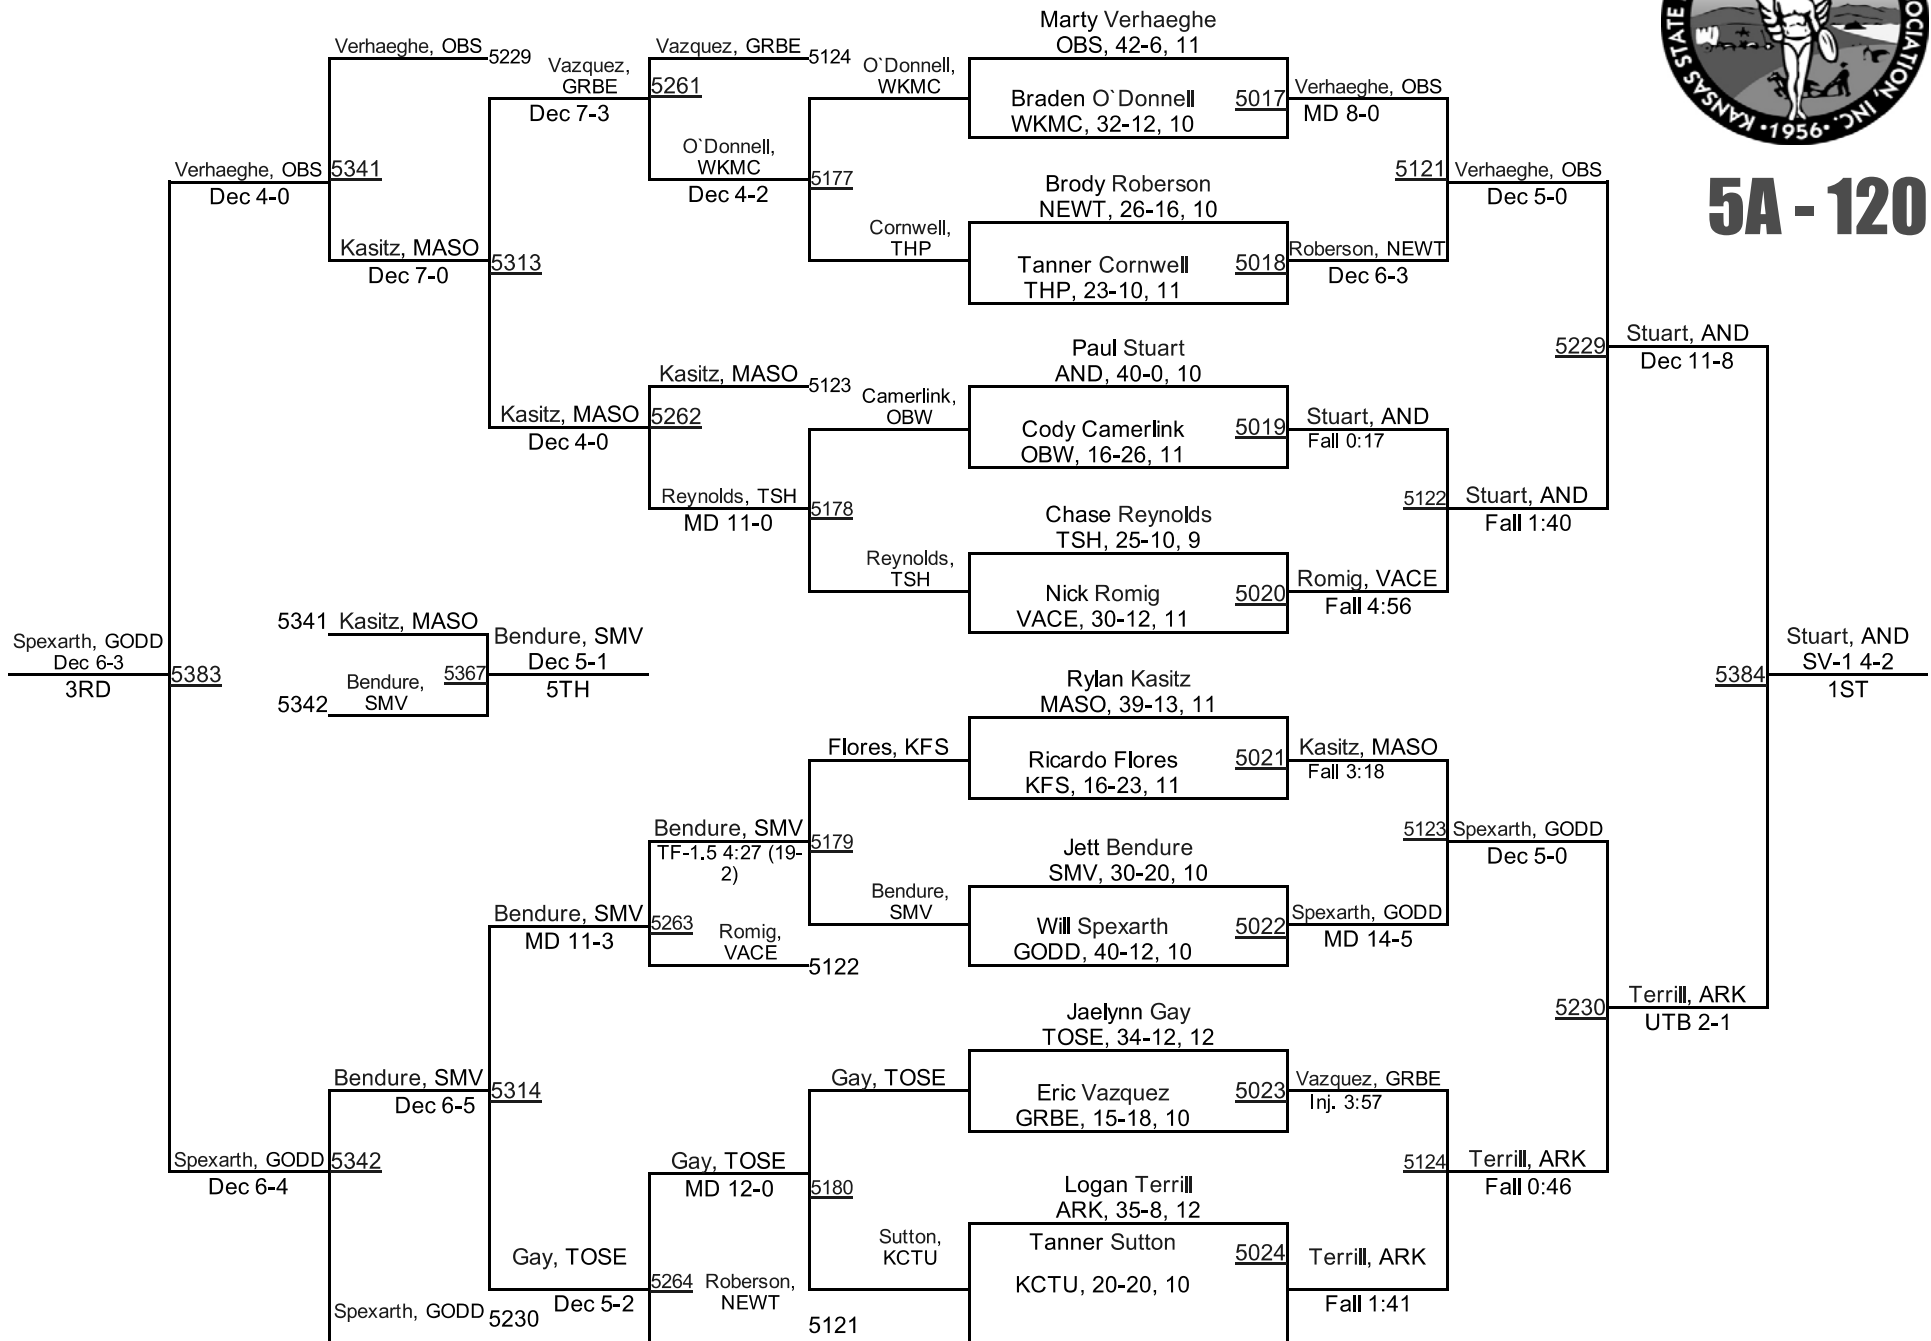 KANSAS STATE
OCIATION, INC.
•1956•
5A - 120
Marty Verhaeghe
OBS, 42-6, 11
Braden O`Donnell
WKMC, 32-12, 10
5017
Brody Roberson
NEWT, 26-16, 10
Tanner Cornwell
THP, 23-10, 11
5018
Paul Stuart
AND, 40-0, 10
Cody Camerlink
OBW, 16-26, 11
5019
Chase Reynolds
TSH, 25-10, 9
Nick Romig
VACE, 30-12, 11
5020
Rylan Kasitz
MASO, 39-13, 11
Ricardo Flores
KFS, 16-23, 11
5021
Jett Bendure
SMV, 30-20, 10
Will Spexarth
GODD, 40-12, 10
5022
Jaelynn Gay
TOSE, 34-12, 12
Eric Vazquez
GRBE, 15-18, 10
5023
Logan Terrill
ARK, 35-8, 12
Tanner Sutton
KCTU, 20-20, 10
5024
Verhaeghe, OBS
MD 8-0
5121
Roberson, NEWT
Dec 6-3
Stuart, AND
Fall 0:17
5122
Romig, VACE
Fall 4:56
Kasitz, MASO
Fall 3:18
5123
Spexarth, GODD
MD 14-5
Vazquez, GRBE
Inj. 3:57
5124
Terrill, ARK
Fall 1:41
Verhaeghe, OBS
Dec 5-0
5229
Stuart, AND
Fall 1:40
Spexarth, GODD
Dec 5-0
5230
Terrill, ARK
Fall 0:46
Stuart, AND
Dec 11-8
5384
Terrill, ARK
UTB 2-1
Stuart, AND
SV-1 4-2
1ST
O`Donnell,
WKMC
5177
Cornwell,
THP
Camerlink,
OBW
5178
Reynolds,
TSH
Flores, KFS
5179
Bendure,
SMV
Gay, TOSE
5180
Sutton,
KCTU
Vazquez, GRBE
5124
5261
O`Donnell,
WKMC
Dec 4-2
Kasitz, MASO
5123
5262
Reynolds, TSH
MD 11-0
Bendure, SMV
TF-1.5 4:27 (19-
2)
5263
Romig,
VACE
5122
Gay, TOSE
MD 12-0
5264
Roberson,
NEWT
5121
Vazquez,
GRBE
Dec 7-3
5313
Kasitz, MASO
Dec 4-0
Bendure, SMV
MD 11-3
5314
Gay, TOSE
Dec 5-2
Verhaeghe, OBS
5229
5341
Kasitz, MASO
Dec 7-0
Bendure, SMV
Dec 6-5
5342
Spexarth, GODD
5230
Verhaeghe, OBS
Dec 4-0
5383
Spexarth, GODD
Dec 6-4
Spexarth, GODD
Dec 6-3
3RD
5341
Kasitz, MASO
5367
5342
Bendure,
SMV
Bendure, SMV
Dec 5-1
5TH